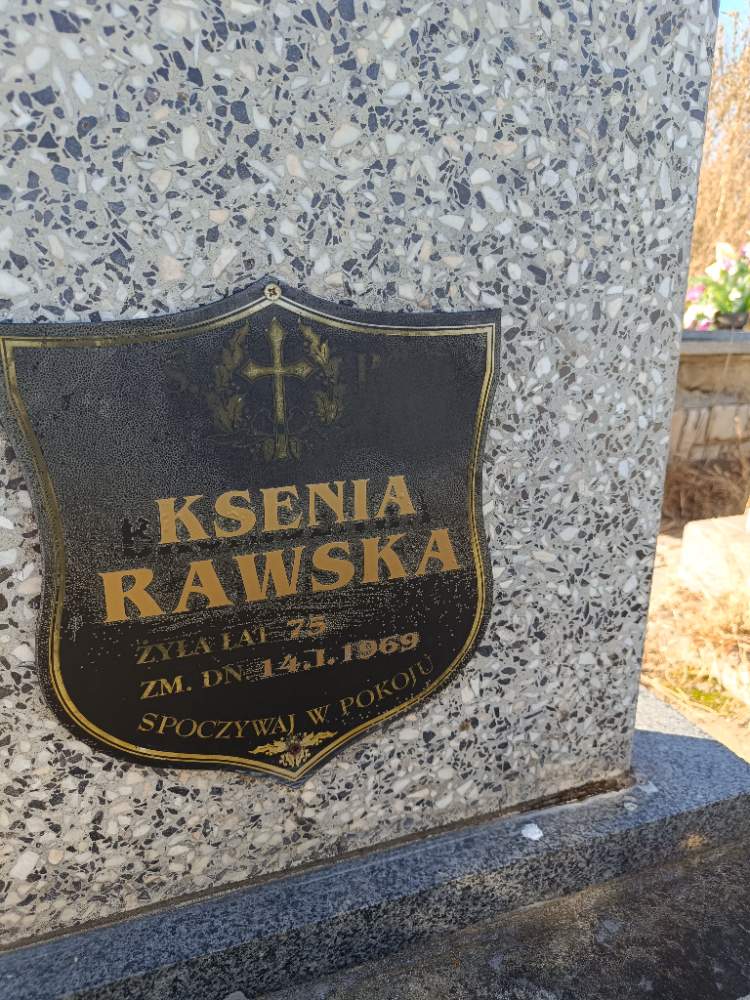 KSENIA
RAWSKA
ŻYŁA LAT 75
ZM. DN. 14.I.1969
SPOCZYWAJ W POKOJU